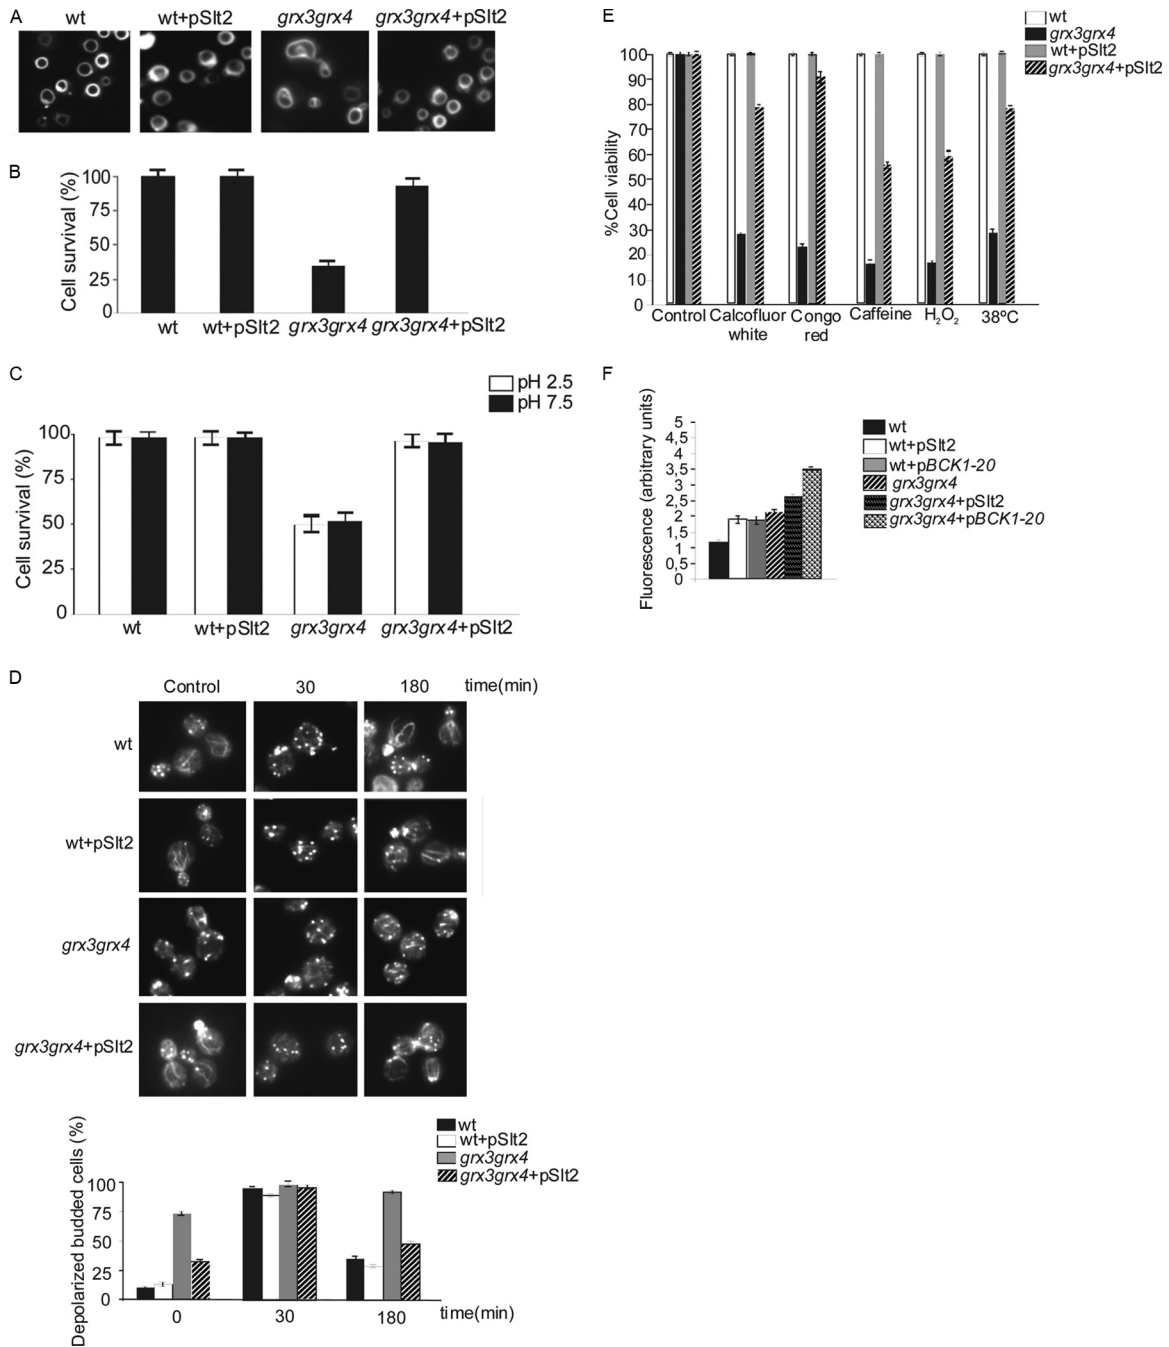 A
wt
wt+pSlt2
grx3grx4
grx3grx4+pSlt2
B
Cell survival (%)
100
75
50
25
0
wt
wt+pSlt2
grx3grx4
grx3grx4+pSlt2
C
pH 2.5
pH 7.5
Cell survival (%)
100
75
50
25
0
wt
wt+pSlt2
grx3grx4
grx3grx4+pSlt2
D
Control
30
180
time(min)
wt
wt+pSlt2
grx3grx4
grx3grx4+pSlt2
wt
wt+pSlt2
grx3grx4
grx3grx4+pSlt2
Depolarized budded cells (%)
100
75
50
25
0
0
30
180
time(min)
E
wt
grx3grx4
wt+pSlt2
grx3grx4+pSlt2
%Cell viability
100
90
80
70
60
50
40
30
20
10
0
Control
Calcofluor
white
Congo
red
Caffeine
H2O2
38ºC
F
Fluorescence (arbitrary units)
5
4,5
4
3,5
3
2,5
2
1,5
1
0,5
0
wt
wt+pSlt2
wt+pBCK1-20
grx3grx4
grx3grx4+pSlt2
grx3grx4+pBCK1-20